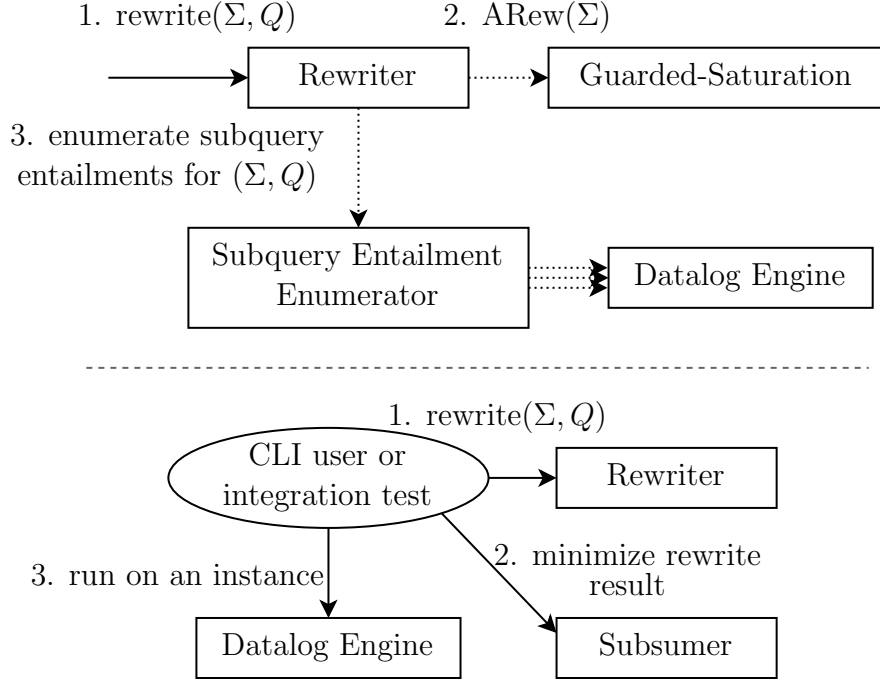 1. rewrite(Σ, Q)
2. ARew(Σ)
Rewriter
Guarded-Saturation
3. enumerate subquery
entailments for (Σ, Q)
Subquery Entailment
Enumerator
Datalog Engine
1. rewrite(Σ, Q)
CLI user or
integration test
Rewriter
2. minimize rewrite
result
3. run on an instance
Datalog Engine
Subsumer